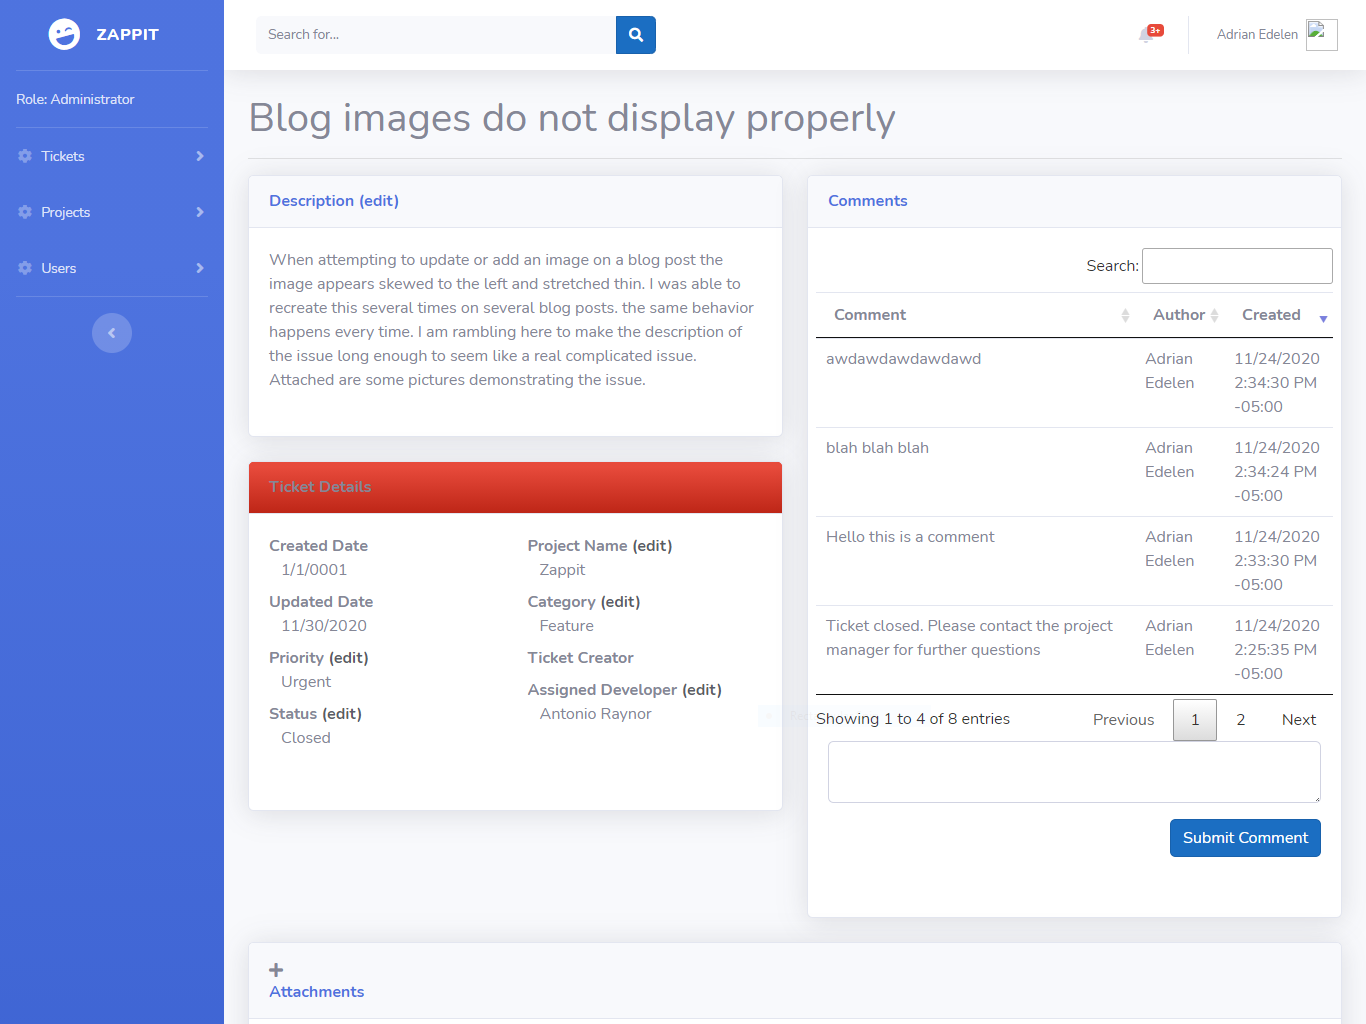 ZAPPIT
Search for...
3+
Adrian Edelen
Role: Administrator
Tickets
Projects
Users
Blog images do not display properly
Description (edit)
When attempting to update or add an image on a blog post the
image appears skewed to the left and stretched thin. I was able to
recreate this several times on several blog posts. the same behavior
happens every time. I am rambling here to make the description of
the issue long enough to seem like a real complicated issue.
Attached are some pictures demonstrating the issue.
Ticket Details
Created Date
1/1/0001
Updated Date
11/30/2020
Priority (edit)
Urgent
Status (edit)
Closed
Project Name (edit)
Zappit
Category (edit)
Feature
Ticket Creator
Assigned Developer (edit)
Antonio Raynor
Comments
Search:
Comment Author Created
awdawdawdawdawd Adrian 11/24/2020
Edelen 2:34:30 PM
-05:00
blah blah blah Adrian 11/24/2020
Edelen 2:34:24 PM
-05:00
Hello this is a comment Adrian 11/24/2020
Edelen 2:33:30 PM
-05:00
Ticket closed. Please contact the project Adrian 11/24/2020
manager for further questions Edelen 2:25:35 PM
-05:00
Showing 1 to 4 of 8 entries Previous 1 2 Next
Submit Comment
Attachments